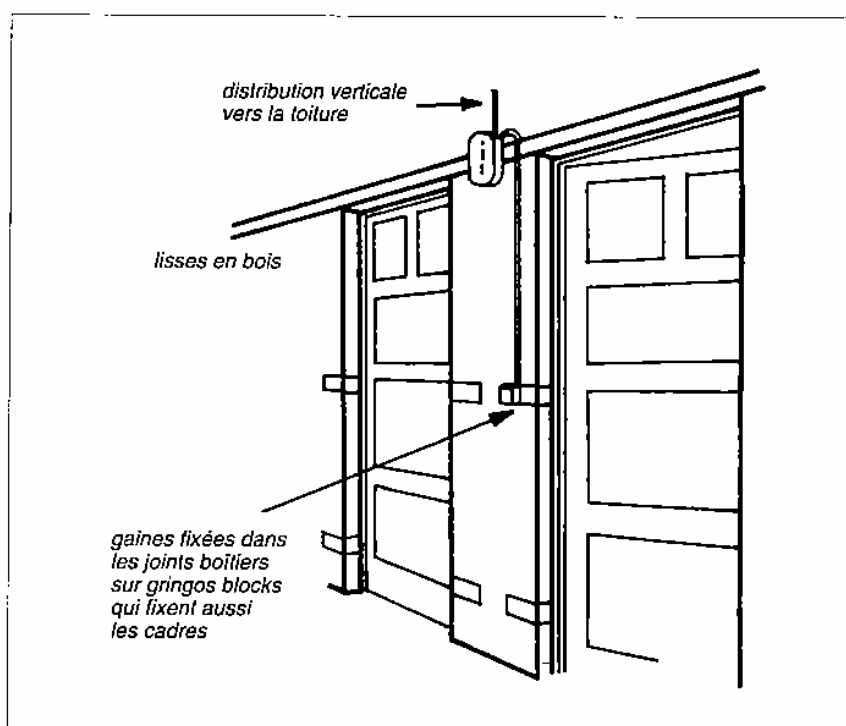 distribution verticale
vers la toiture
lisses en bois
gaines fixées dans
les joints boîtiers
sur gringos blocks
qui fixent aussi
les cadres